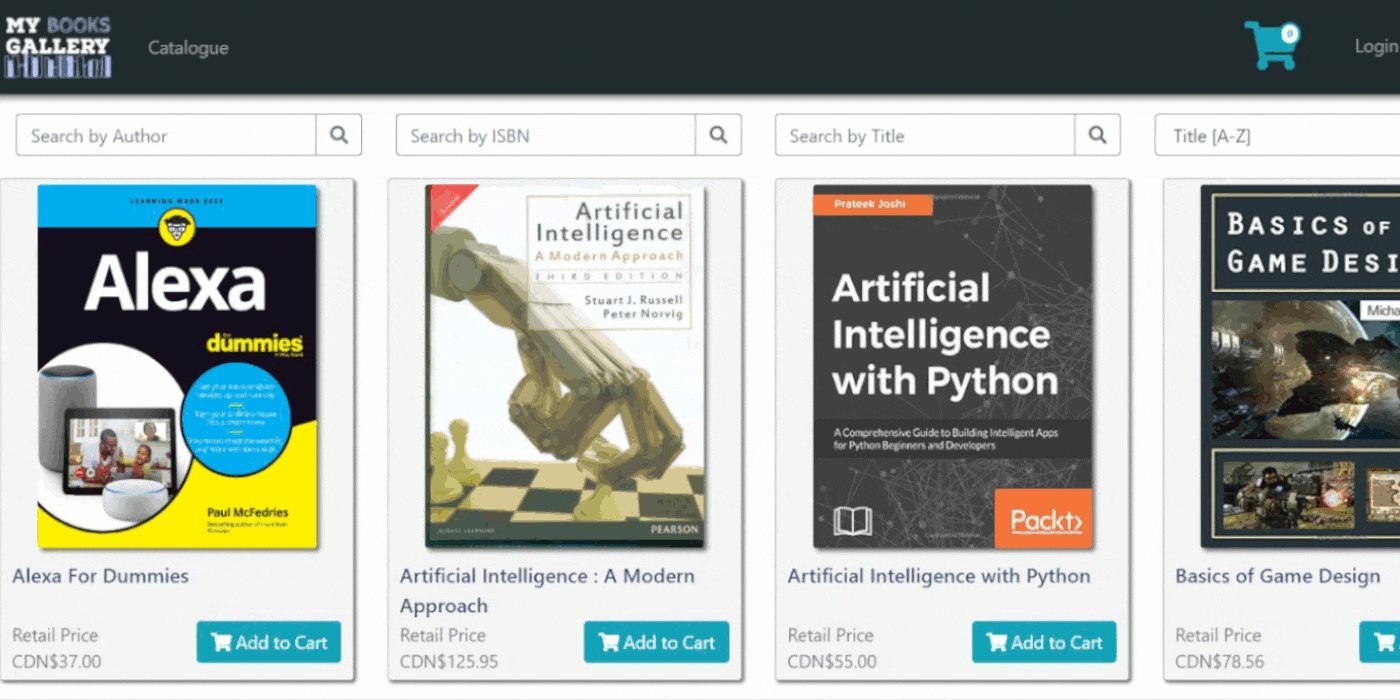 MY BOOKS
GALLERY
Catalogue
0
Login
Search by Author
Search by ISBN
Search by Title
Title [A-Z]
LEARNING MADE EASY
Alexa
for
dummies
A Wiley Brand
Paul McFedries
Artificial
Intelligence
A Modern Approach
THIRD EDITION
Stuart J. Russell
Peter Norvig
ALWAYS LEARNING
PEARSON
Prateek Joshi
Artificial
Intelligence
with Python
A Comprehensive Guide to Building Intelligent Apps
for Python Beginners and Developers
Packt>
BASICS OF
GAME DESI
Micha
Alexa For Dummies
Retail Price
CDN$37.00
Add to Cart
Artificial Intelligence : A Modern
Approach
Retail Price
CDN$125.95
Add to Cart
Artificial Intelligence with Python
Retail Price
CDN$55.00
Add to Cart
Basics of Game Design
Retail Price
CDN$78.56